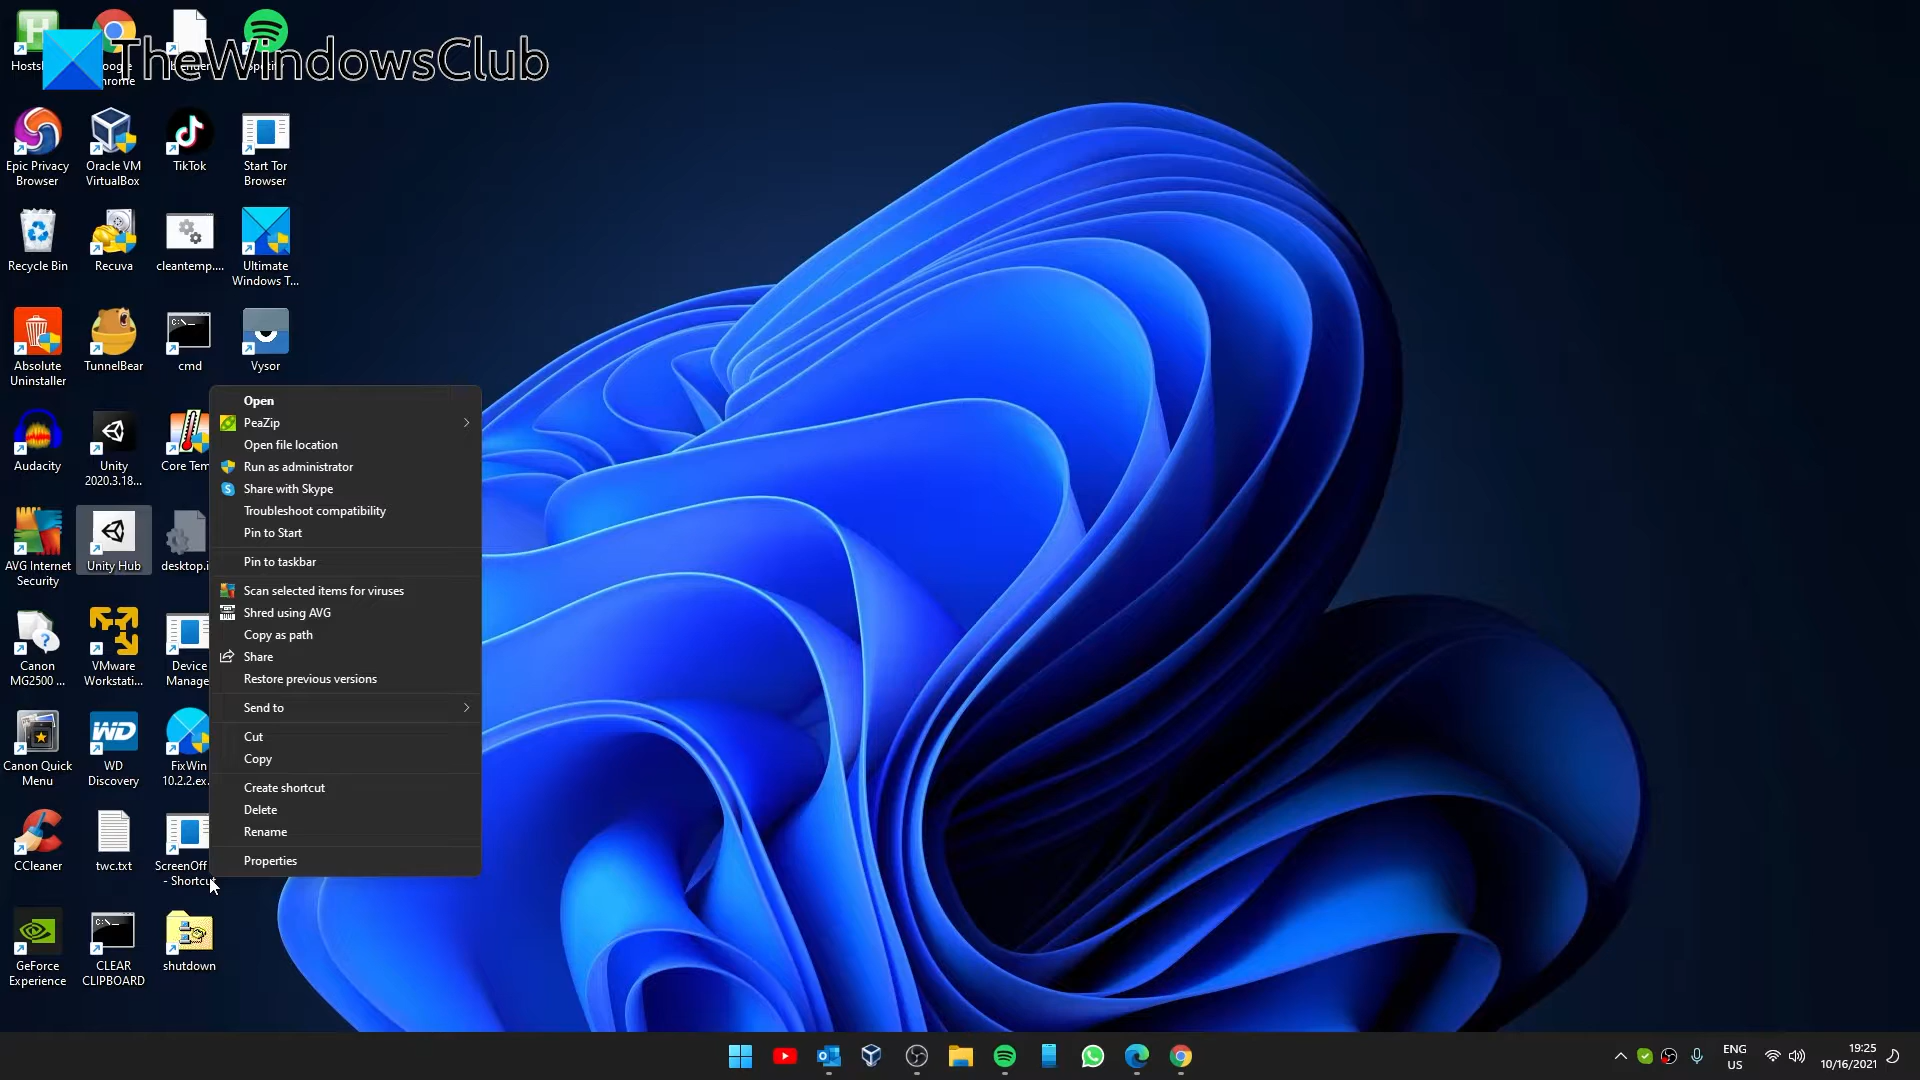 TheWindowsClub
Epic Privacy
Browser
Oracle VM
VirtualBox
TikTok
Start Tor
Browser
Recycle Bin
Recuva
cleantemp....
Ultimate
Windows T...
Absolute
Uninstaller
TunnelBear
cmd
Vysor
Audacity
Unity
2020.3.18...
Core Tem
AVG Internet
Security
Unity Hub
desktop.i
Canon
MG2500 ...
VMware
Workstati...
Device
Manage
Canon Quick
Menu
WD
Discovery
FixWin
10.2.2.ex.
CCleaner
twc.txt
ScreenOff
- Shortcut
GeForce
Experience
CLEAR
CLIPBOARD
shutdown
Open
PeaZip
Open file location
Run as administrator
Share with Skype
Troubleshoot compatibility
Pin to Start
Pin to taskbar
Scan selected items for viruses
Shred using AVG
Copy as path
Share
Restore previous versions
Send to
Cut
Copy
Create shortcut
Delete
Rename
Properties
ENG
US
19:25
10/16/2021